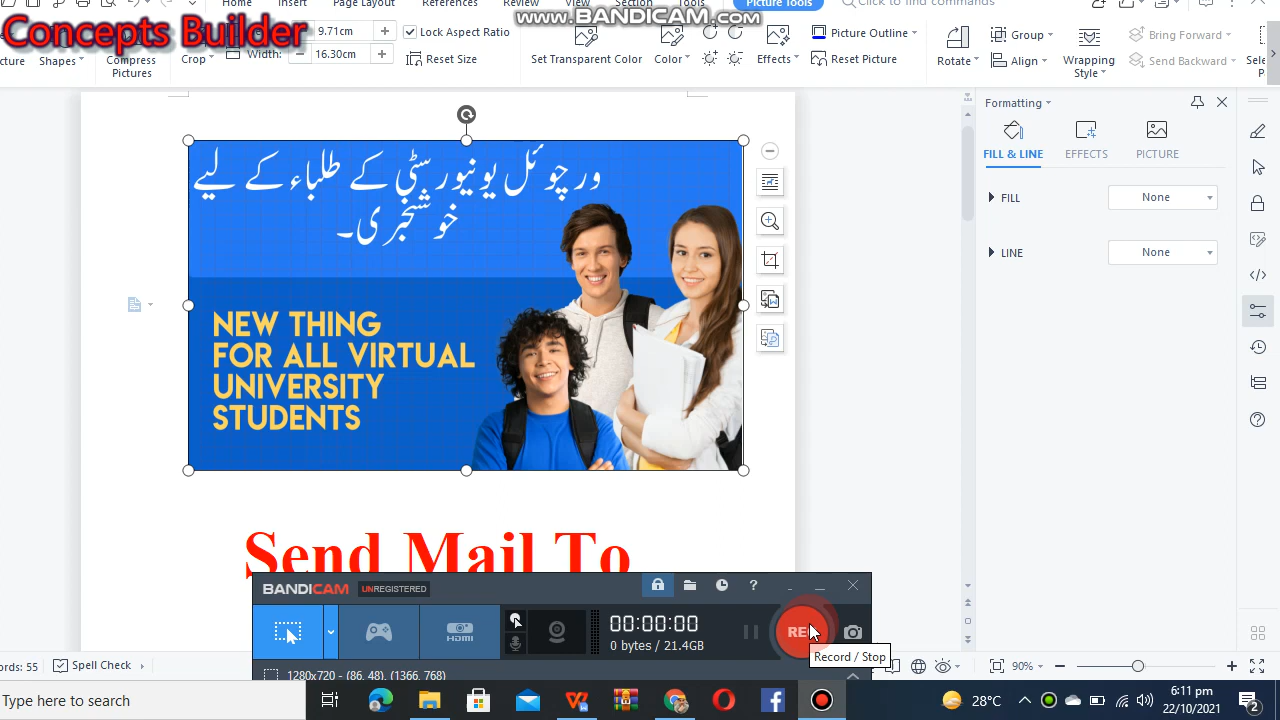 Home Insert Page Layout References Review View Section Tools Picture Tools Click to find commands
www.BANDICAM.com
Concepts Builder
9.71cm
Lock Aspect Ratio
Picture Outline
Group
Bring Forward
Shapes
Compress Pictures
Crop
Width: 16.30cm
Reset Size
Set Transparent Color
Color
Effects
Reset Picture
Rotate
Align
Wrapping Style
Send Backward
Formatting
FILL & LINE EFFECTS PICTURE
FILL None
LINE None
ورچوئل یونیورسٹی کے طلباء کے لیے
خوشخبری۔
NEW THING
FOR ALL VIRTUAL
UNIVERSITY
STUDENTS
Send Mail To
BANDICAM UNREGISTERED
HDMI
00:00:00
0 bytes / 21.4GB
REC
Record / Stop
1280x720 - (86, 48), (1366, 768)
Spell Check
90%
Type here to search
28°C
6:11 pm
22/10/2021
2